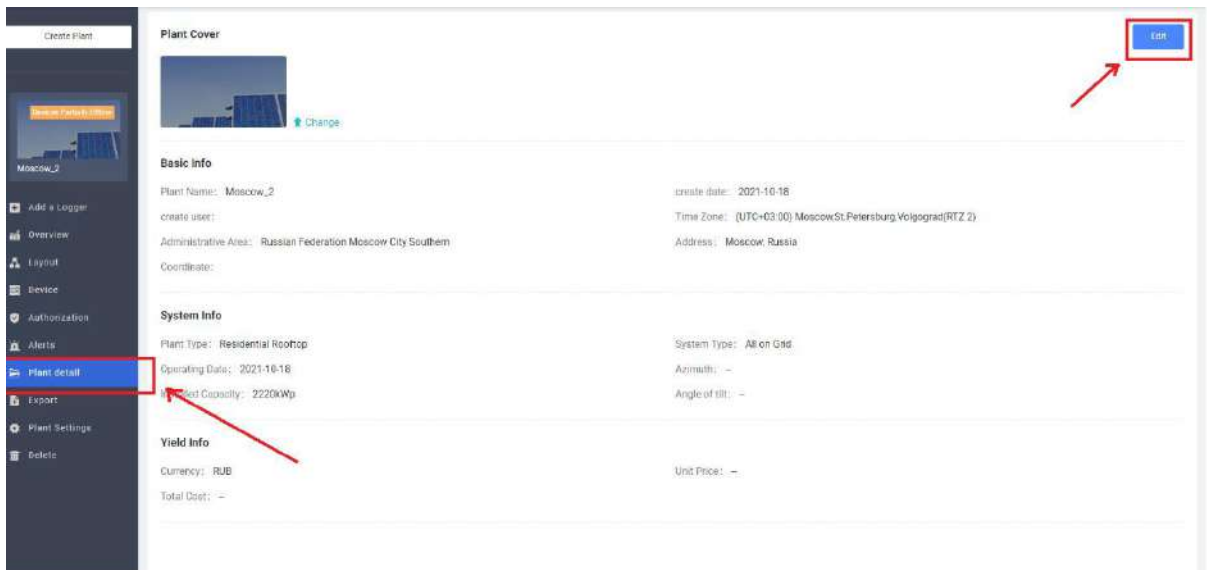 Create Plant
Plant Cover
Edit
Devices Partially Offline
Change
Moscow_2
Basic Info
Plant Name: Moscow_2
create date: 2021-10-18
create user:
Time Zone: (UTC+03:00) Moscow,St.Petersburg,Volgograd(RTZ 2)
Administrative Area: Russian Federation Moscow City Southern
Address: Moscow, Russia
Coordinate:
Add a Logger
Overview
Layout
Device
Authorization
Alerts
Plant detail
Export
Plant Settings
Delete
System Info
Plant Type: Residential Rooftop
System Type: All on Grid
Operating Date: 2021-10-18
Azimuth: --
Installed Capacity: 2220kWp
Angle of tilt: --
Yield Info
Currency: RUB
Unit Price: --
Total Cost: --